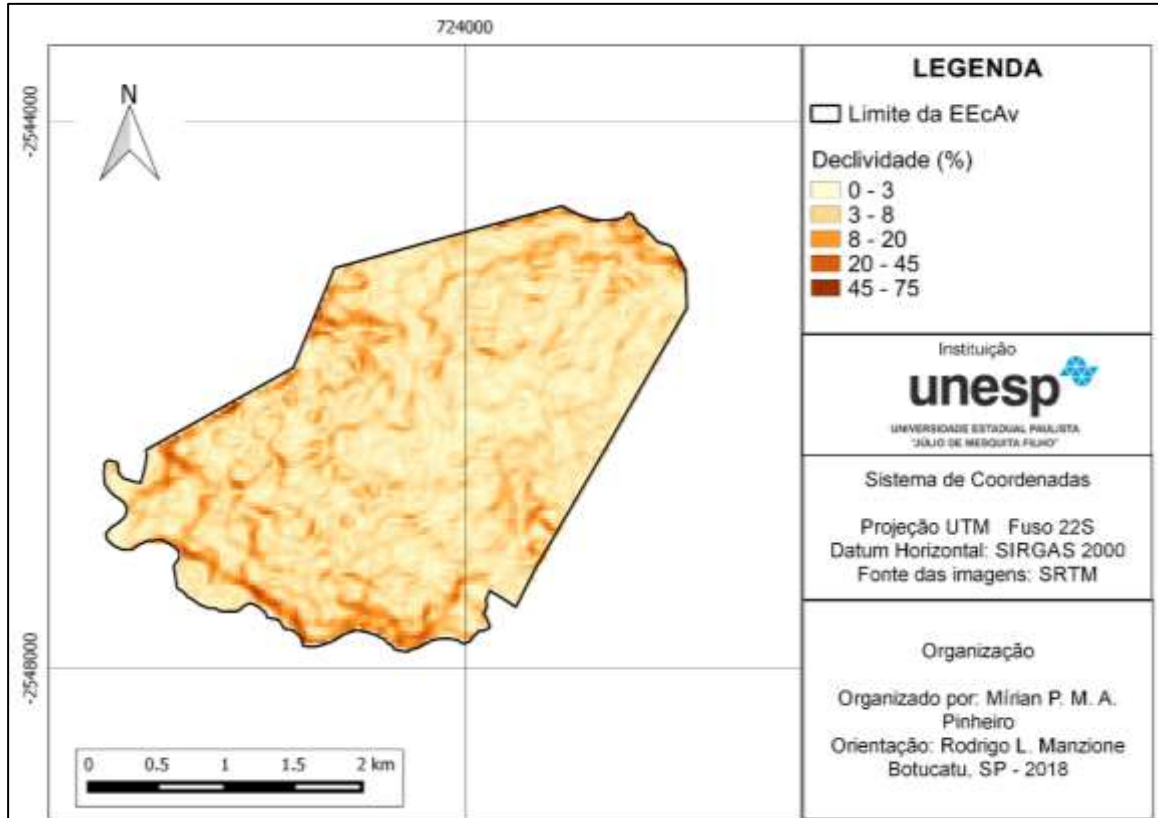 724000
-2544000
-2548000
N
0 0.5 1 1.5 2 km
LEGENDA
Limite da EEcAv
Declividade (%)
0 - 3
3 - 8
8 - 20
20 - 45
45 - 75
Instituição
unesp
UNIVERSIDADE ESTADUAL PAULISTA
"JÚLIO DE MESQUITA FILHO"
Sistema de Coordenadas
Projeção UTM Fuso 22S
Datum Horizontal: SIRGAS 2000
Fonte das imagens: SRTM
Organização
Organizado por: Mírian P. M. A.
Pinheiro
Orientação: Rodrigo L. Manzione
Botucatu, SP - 2018